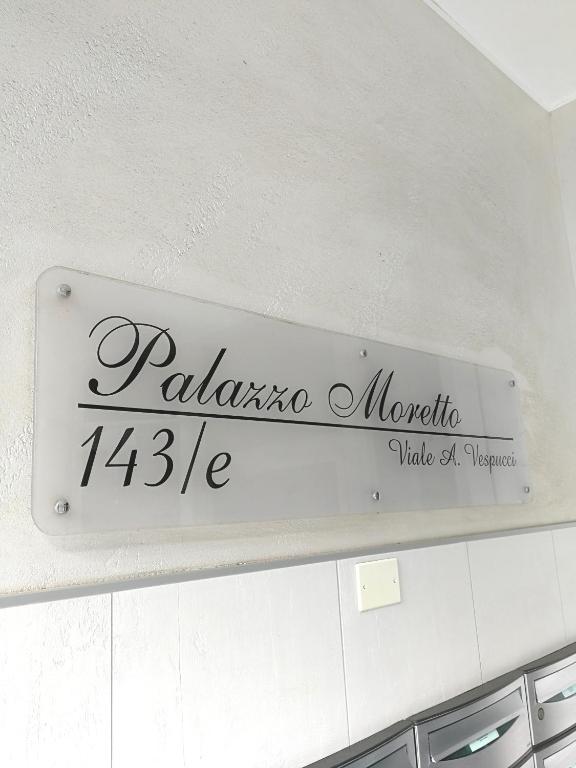 Palazzo Moretto
143/e
Viale A. Vespucci